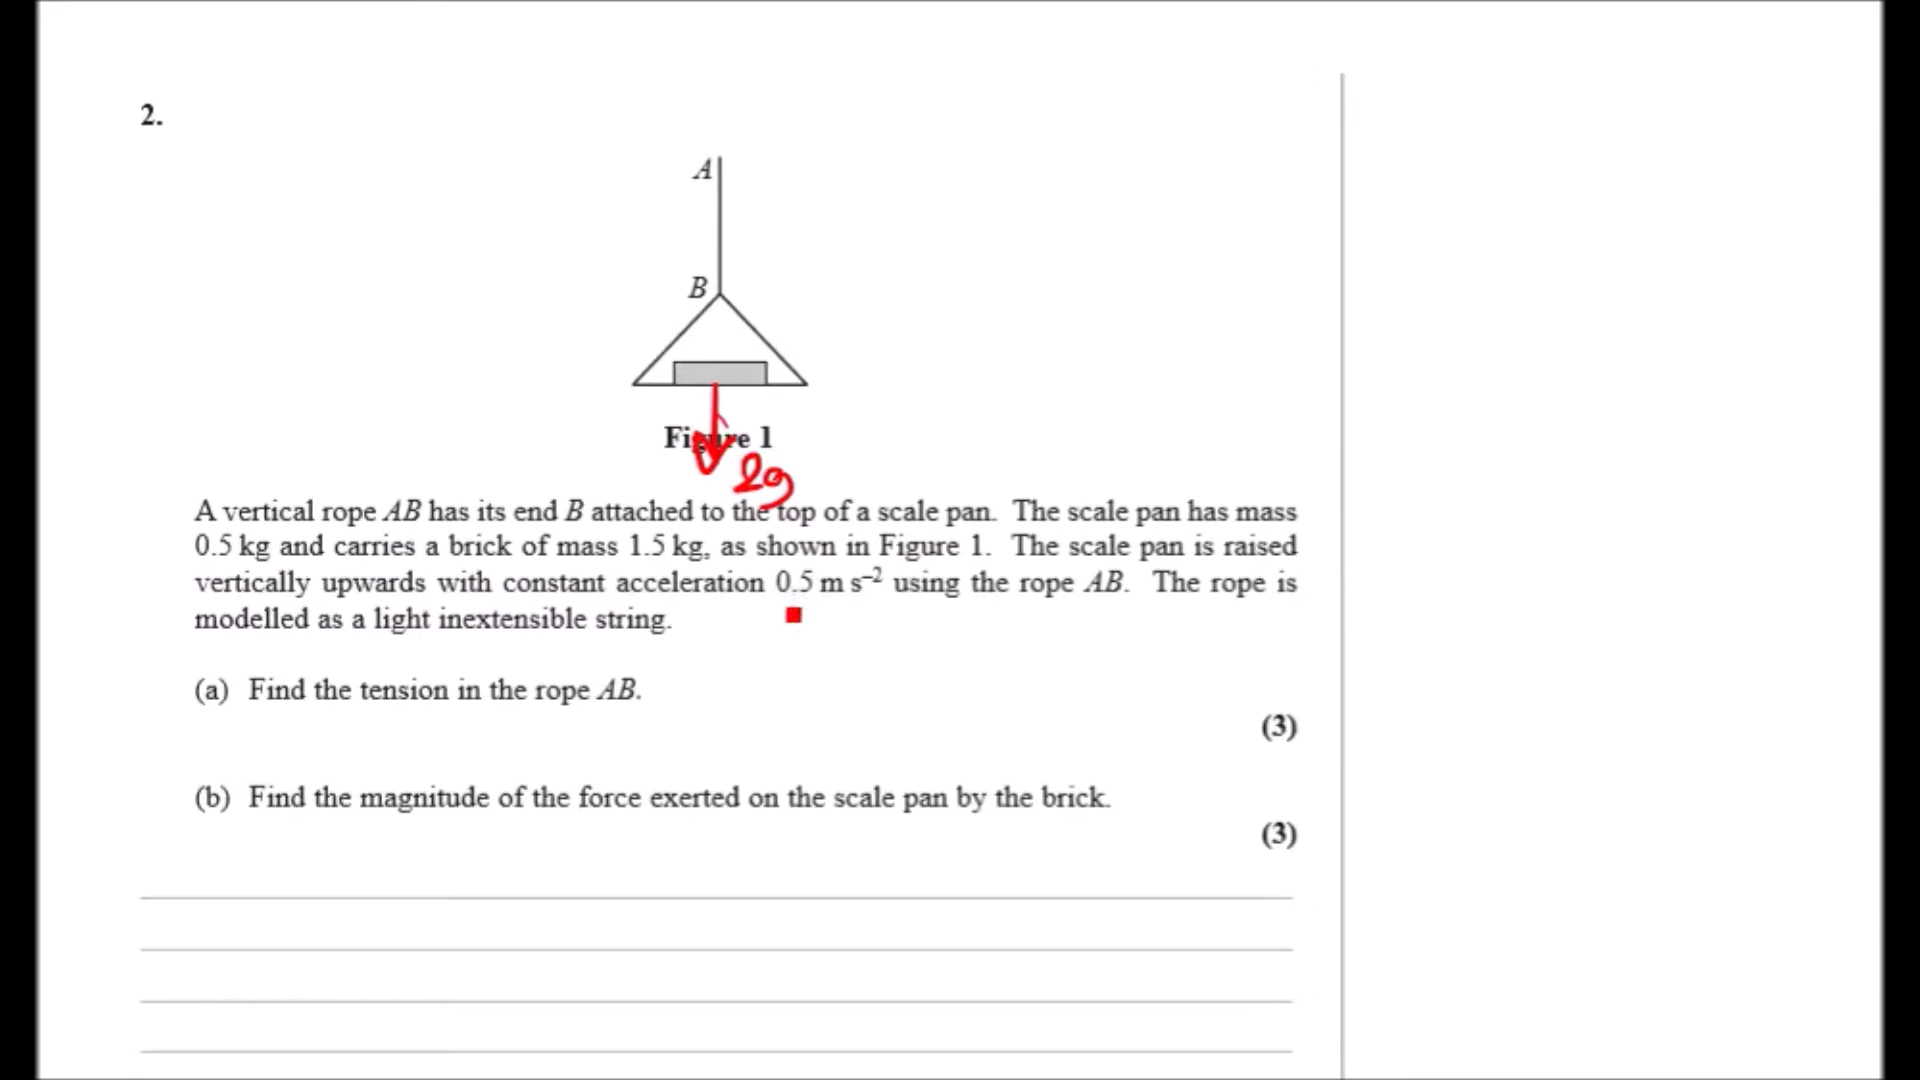 2.
A
B
Figure 1
2g
A vertical rope AB has its end B attached to the top of a scale pan. The scale pan has mass
0.5 kg and carries a brick of mass 1.5 kg, as shown in Figure 1. The scale pan is raised
vertically upwards with constant acceleration 0.5 m s⁻² using the rope AB. The rope is
modelled as a light inextensible string.
(a) Find the tension in the rope AB.
(3)
(b) Find the magnitude of the force exerted on the scale pan by the brick.
(3)